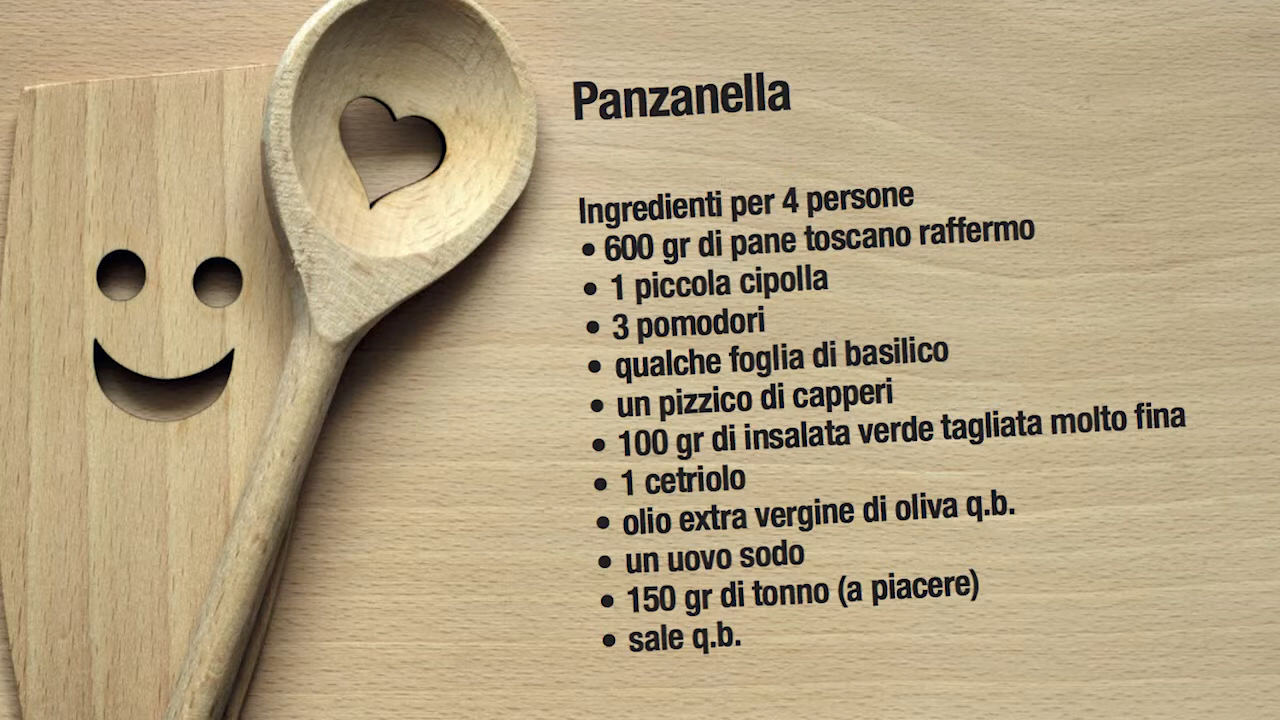 Panzanella
Ingredienti per 4 persone
• 600 gr di pane toscano raffermo
• 1 piccola cipolla
• 3 pomodori
• qualche foglia di basilico
• un pizzico di capperi
• 100 gr di insalata verde tagliata molto fina
• 1 cetriolo
• olio extra vergine di oliva q.b.
• un uovo sodo
• 150 gr di tonno (a piacere)
• sale q.b.